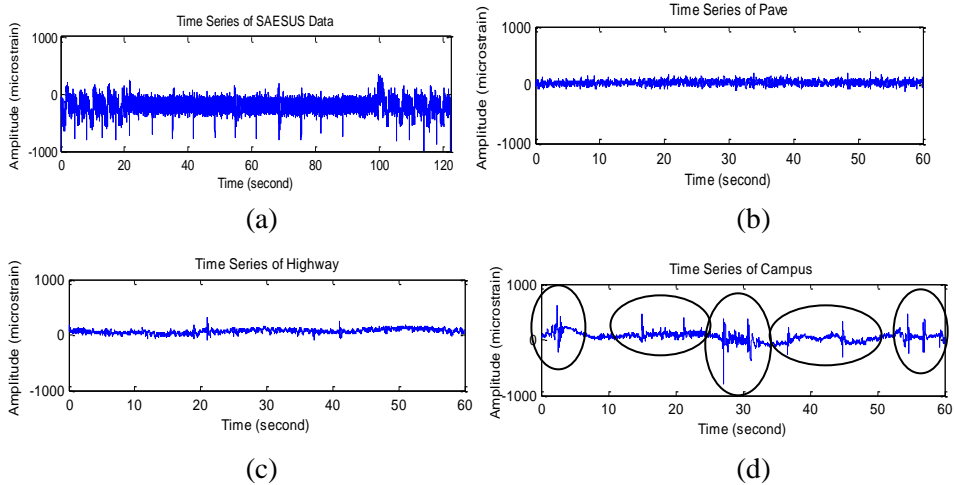 Time Series of SAESUS Data
Amplitude (microstrain)
1000
0
-1000
0 20 40 60 80 100 120
Time (second)
(a)
Time Series of Pave
Amplitude (microstrain)
1000
0
-1000
0 10 20 30 40 50 60
Time (second)
(b)
Time Series of Highway
Amplitude (microstrain)
1000
0
-1000
0 10 20 30 40 50 60
Time (second)
(c)
Time Series of Campus
Amplitude (microstrain)
1000
0
-1000
0 10 20 30 40 50 60
Time (second)
(d)